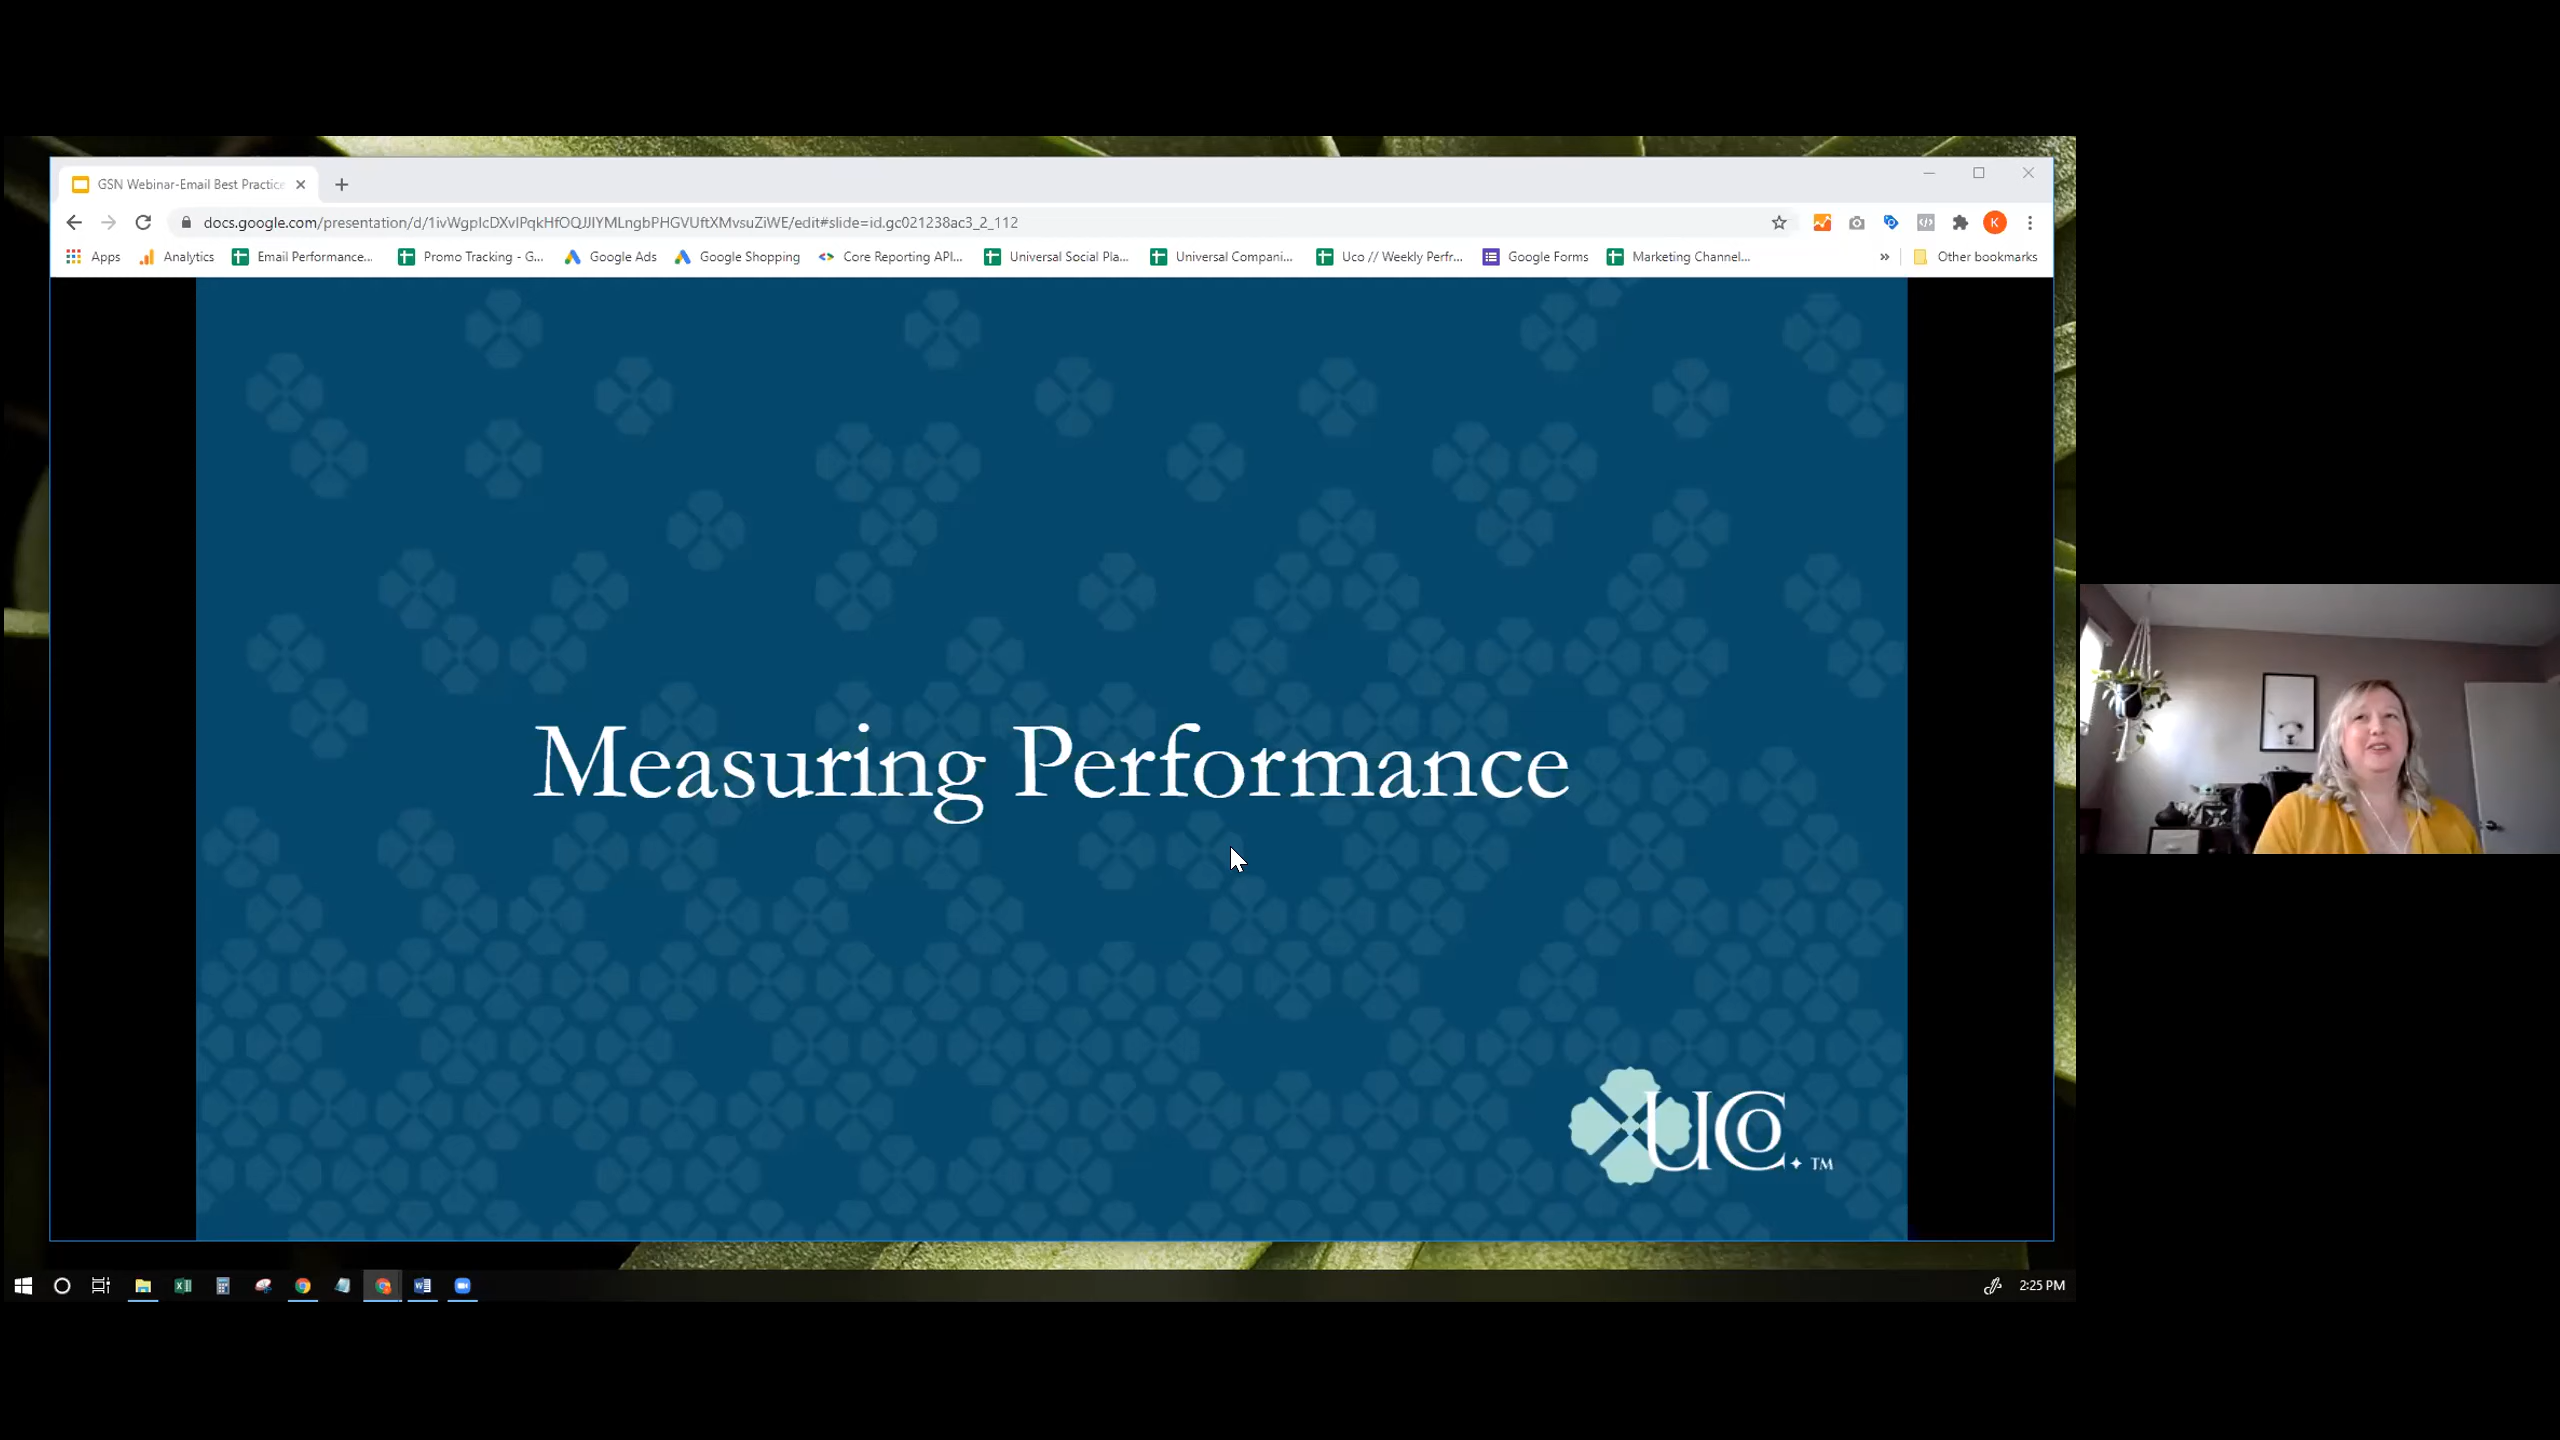 GSN Webinar-Email Best Practice
docs.google.com/presentation/d/1ivWgpIcDXvIPqkHfOQJJIYMLngbPHGVUftXMvsuZiWE/edit#slide=id.gc021238ac3_2_112
K
Apps
Analytics
Email Performance...
Promo Tracking - G...
Google Ads
Google Shopping
Core Reporting API...
Universal Social Pla...
Universal Compani...
Uco // Weekly Perfr...
Google Forms
Marketing Channel...
»
Other bookmarks
Measuring Performance
UCo.™
2:25 PM